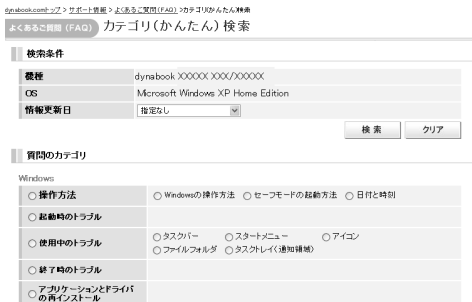 dynabook.comトップ > サポート情報 > よくあるご質問(FAQ) >カテゴリ(かんたん)検索
よくあるご質問 (FAQ) カテゴリ(かんたん) 検索
検索条件
機種 dynabook XXXXX XXX/XXXXX
OS Microsoft Windows XP Home Edition
情報更新日 指定なし
検 索 クリア
質問のカテゴリ
Windows
操作方法 Windowsの操作方法 セーフモードの起動方法 日付と時刻
起動時のトラブル
使用中のトラブル タスクバー スタートメニュー アイコン
ファイルフォルダ タスクトレイ(通知領域)
終了時のトラブル
アプリケーションとドライバ
の再インストール